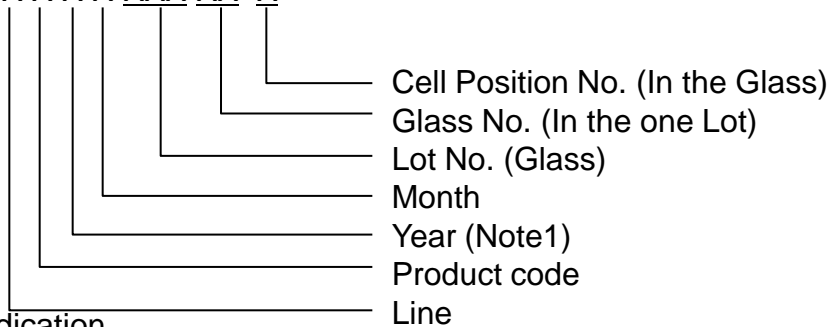 Cell Position No. (In the Glass)
Glass No. (In the one Lot)
Lot No. (Glass)
Month
Year (Note1)
Product code
Line